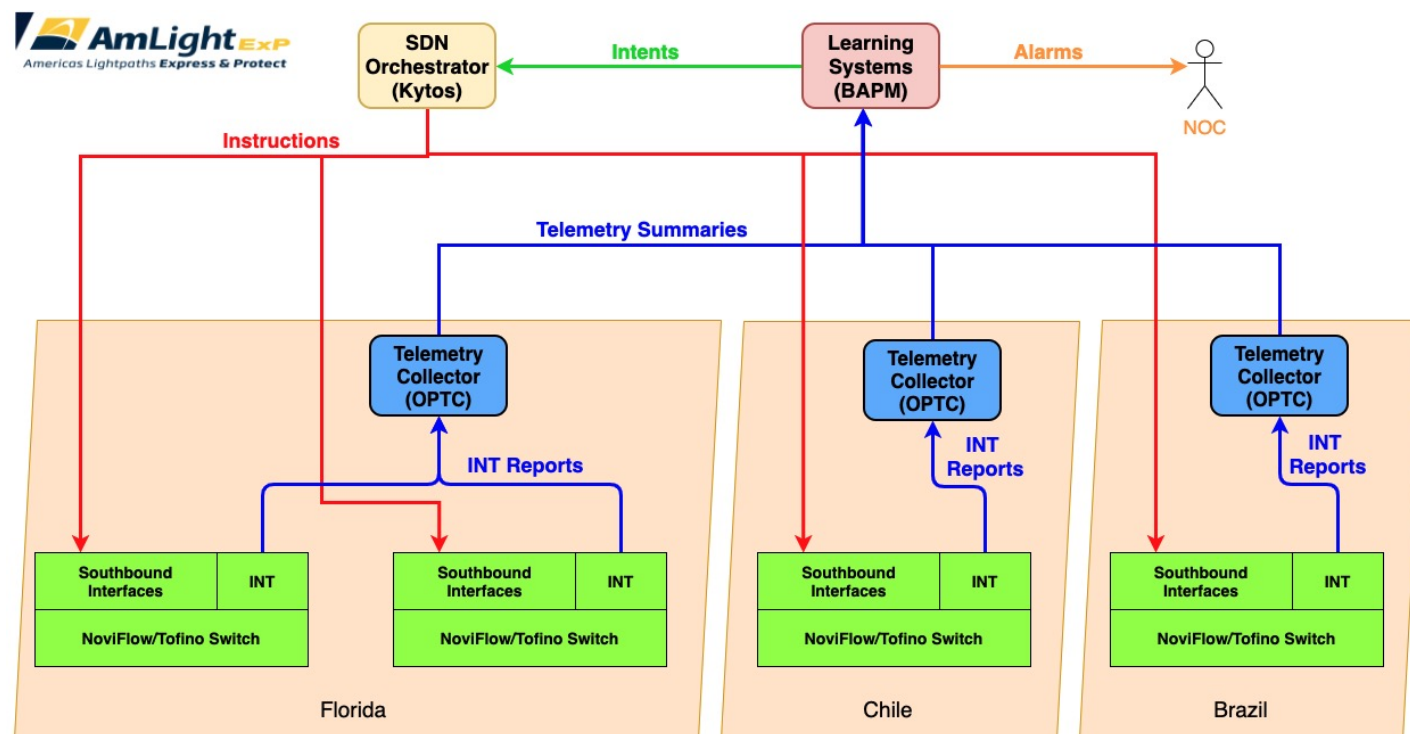 AmLight ExP
Americas Lightpaths Express & Protect
SDN
Orchestrator
(Kytos)
Intents
Learning
Systems
(BAPM)
Alarms
NOC
Instructions
Telemetry Summaries
Telemetry
Collector
(OPTC)
Telemetry
Collector
(OPTC)
Telemetry
Collector
(OPTC)
INT Reports
INT
Reports
INT
Reports
Southbound
Interfaces
INT
NoviFlow/Tofino Switch
Southbound
Interfaces
INT
NoviFlow/Tofino Switch
Southbound
Interfaces
INT
NoviFlow/Tofino Switch
Southbound
Interfaces
INT
NoviFlow/Tofino Switch
Florida
Chile
Brazil